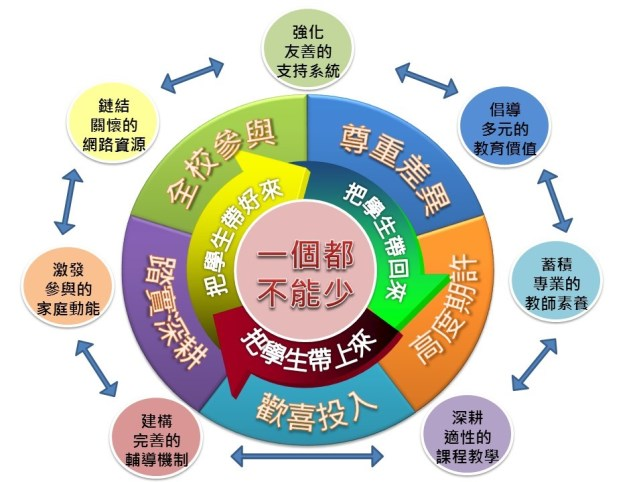 強化
友善的
支持系統
倡導
多元的
教育價值
蓄積
專業的
教師素養
深耕
適性的
課程教學
建構
完善的
輔導機制
激發
參與的
家庭動能
鏈結
關懷的
網路資源
全校參與
尊重差異
高度期許
歡喜投入
踏實深耕
把學生帶好來
把學生帶回來
把學生帶上來
一個都
不能少